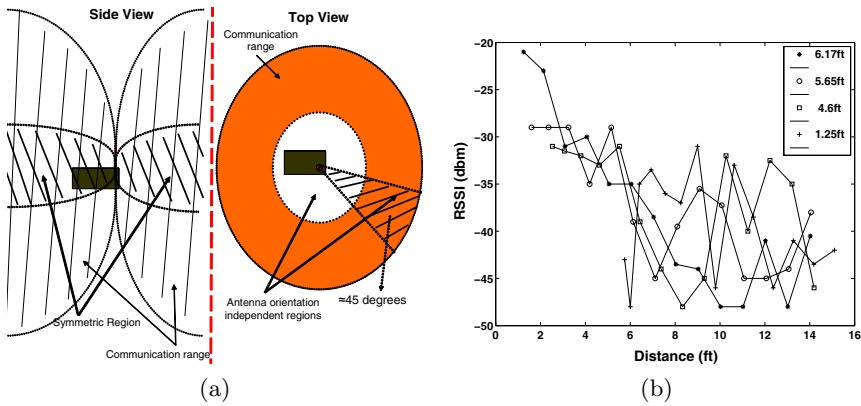 Side View
Top View
Communication
range
Symmetric Region
Communication range
Antenna orientation
independent regions
≈45 degrees
(a)
RSSI (dbm)
−20
−25
−30
−35
−40
−45
−50
0 2 4 6 8 10 12 14 16
Distance (ft)
6.17ft
5.65ft
4.6ft
1.25ft
(b)